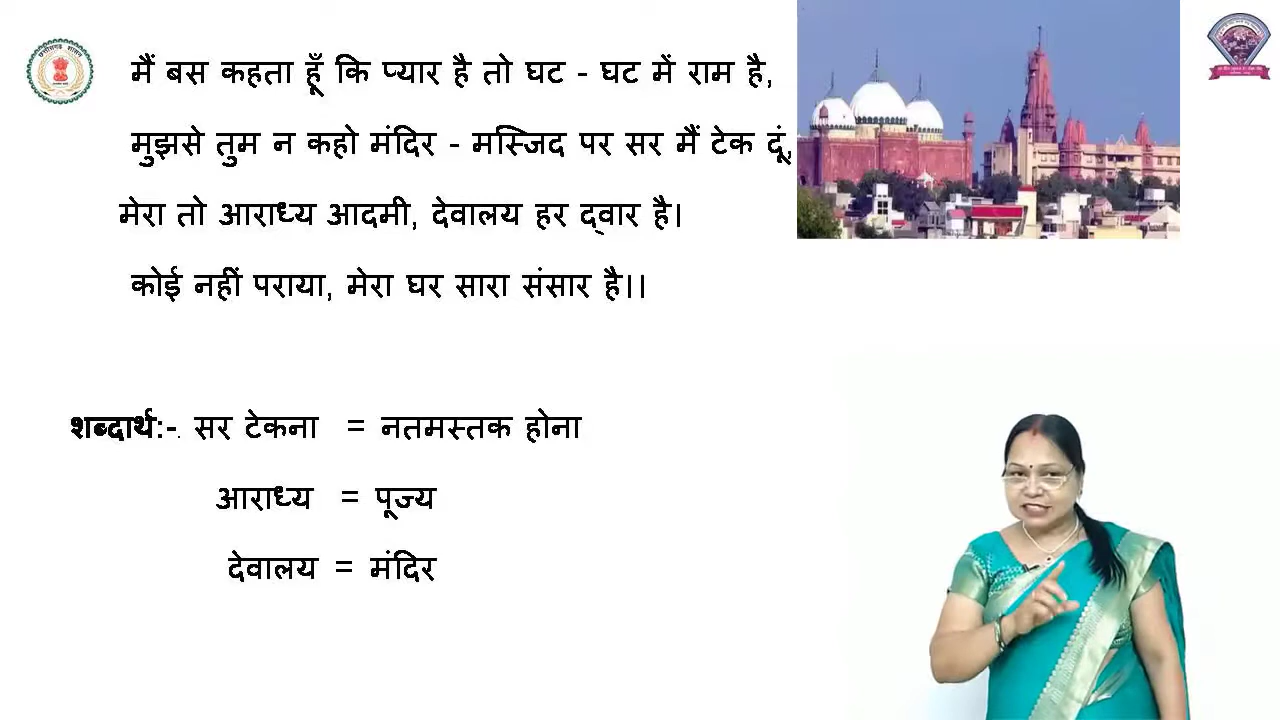 मैं बस कहता हूँ कि प्यार है तो घट - घट में राम है,
मुझसे तुम न कहो मंदिर - मस्जिद पर सर मैं टेक दूं,
मेरा तो आराध्य आदमी, देवालय हर द्वार है।
कोई नहीं पराया, मेरा घर सारा संसार है।।
शब्दार्थ:-. सर टेकना = नतमस्तक होना
आराध्य = पूज्य
देवालय = मंदिर